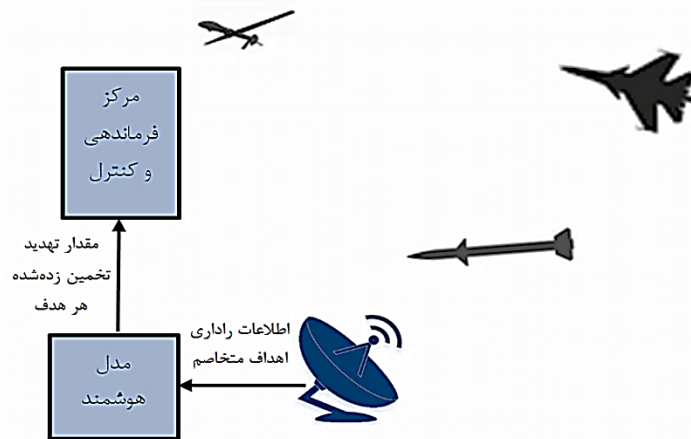 مرکز
فرماندهی
و کنترل
مقدار تهدید
تخمین زده‌شده
هر هدف
اطلاعات راداری
اهداف متخاصم
مدل
هوشمند